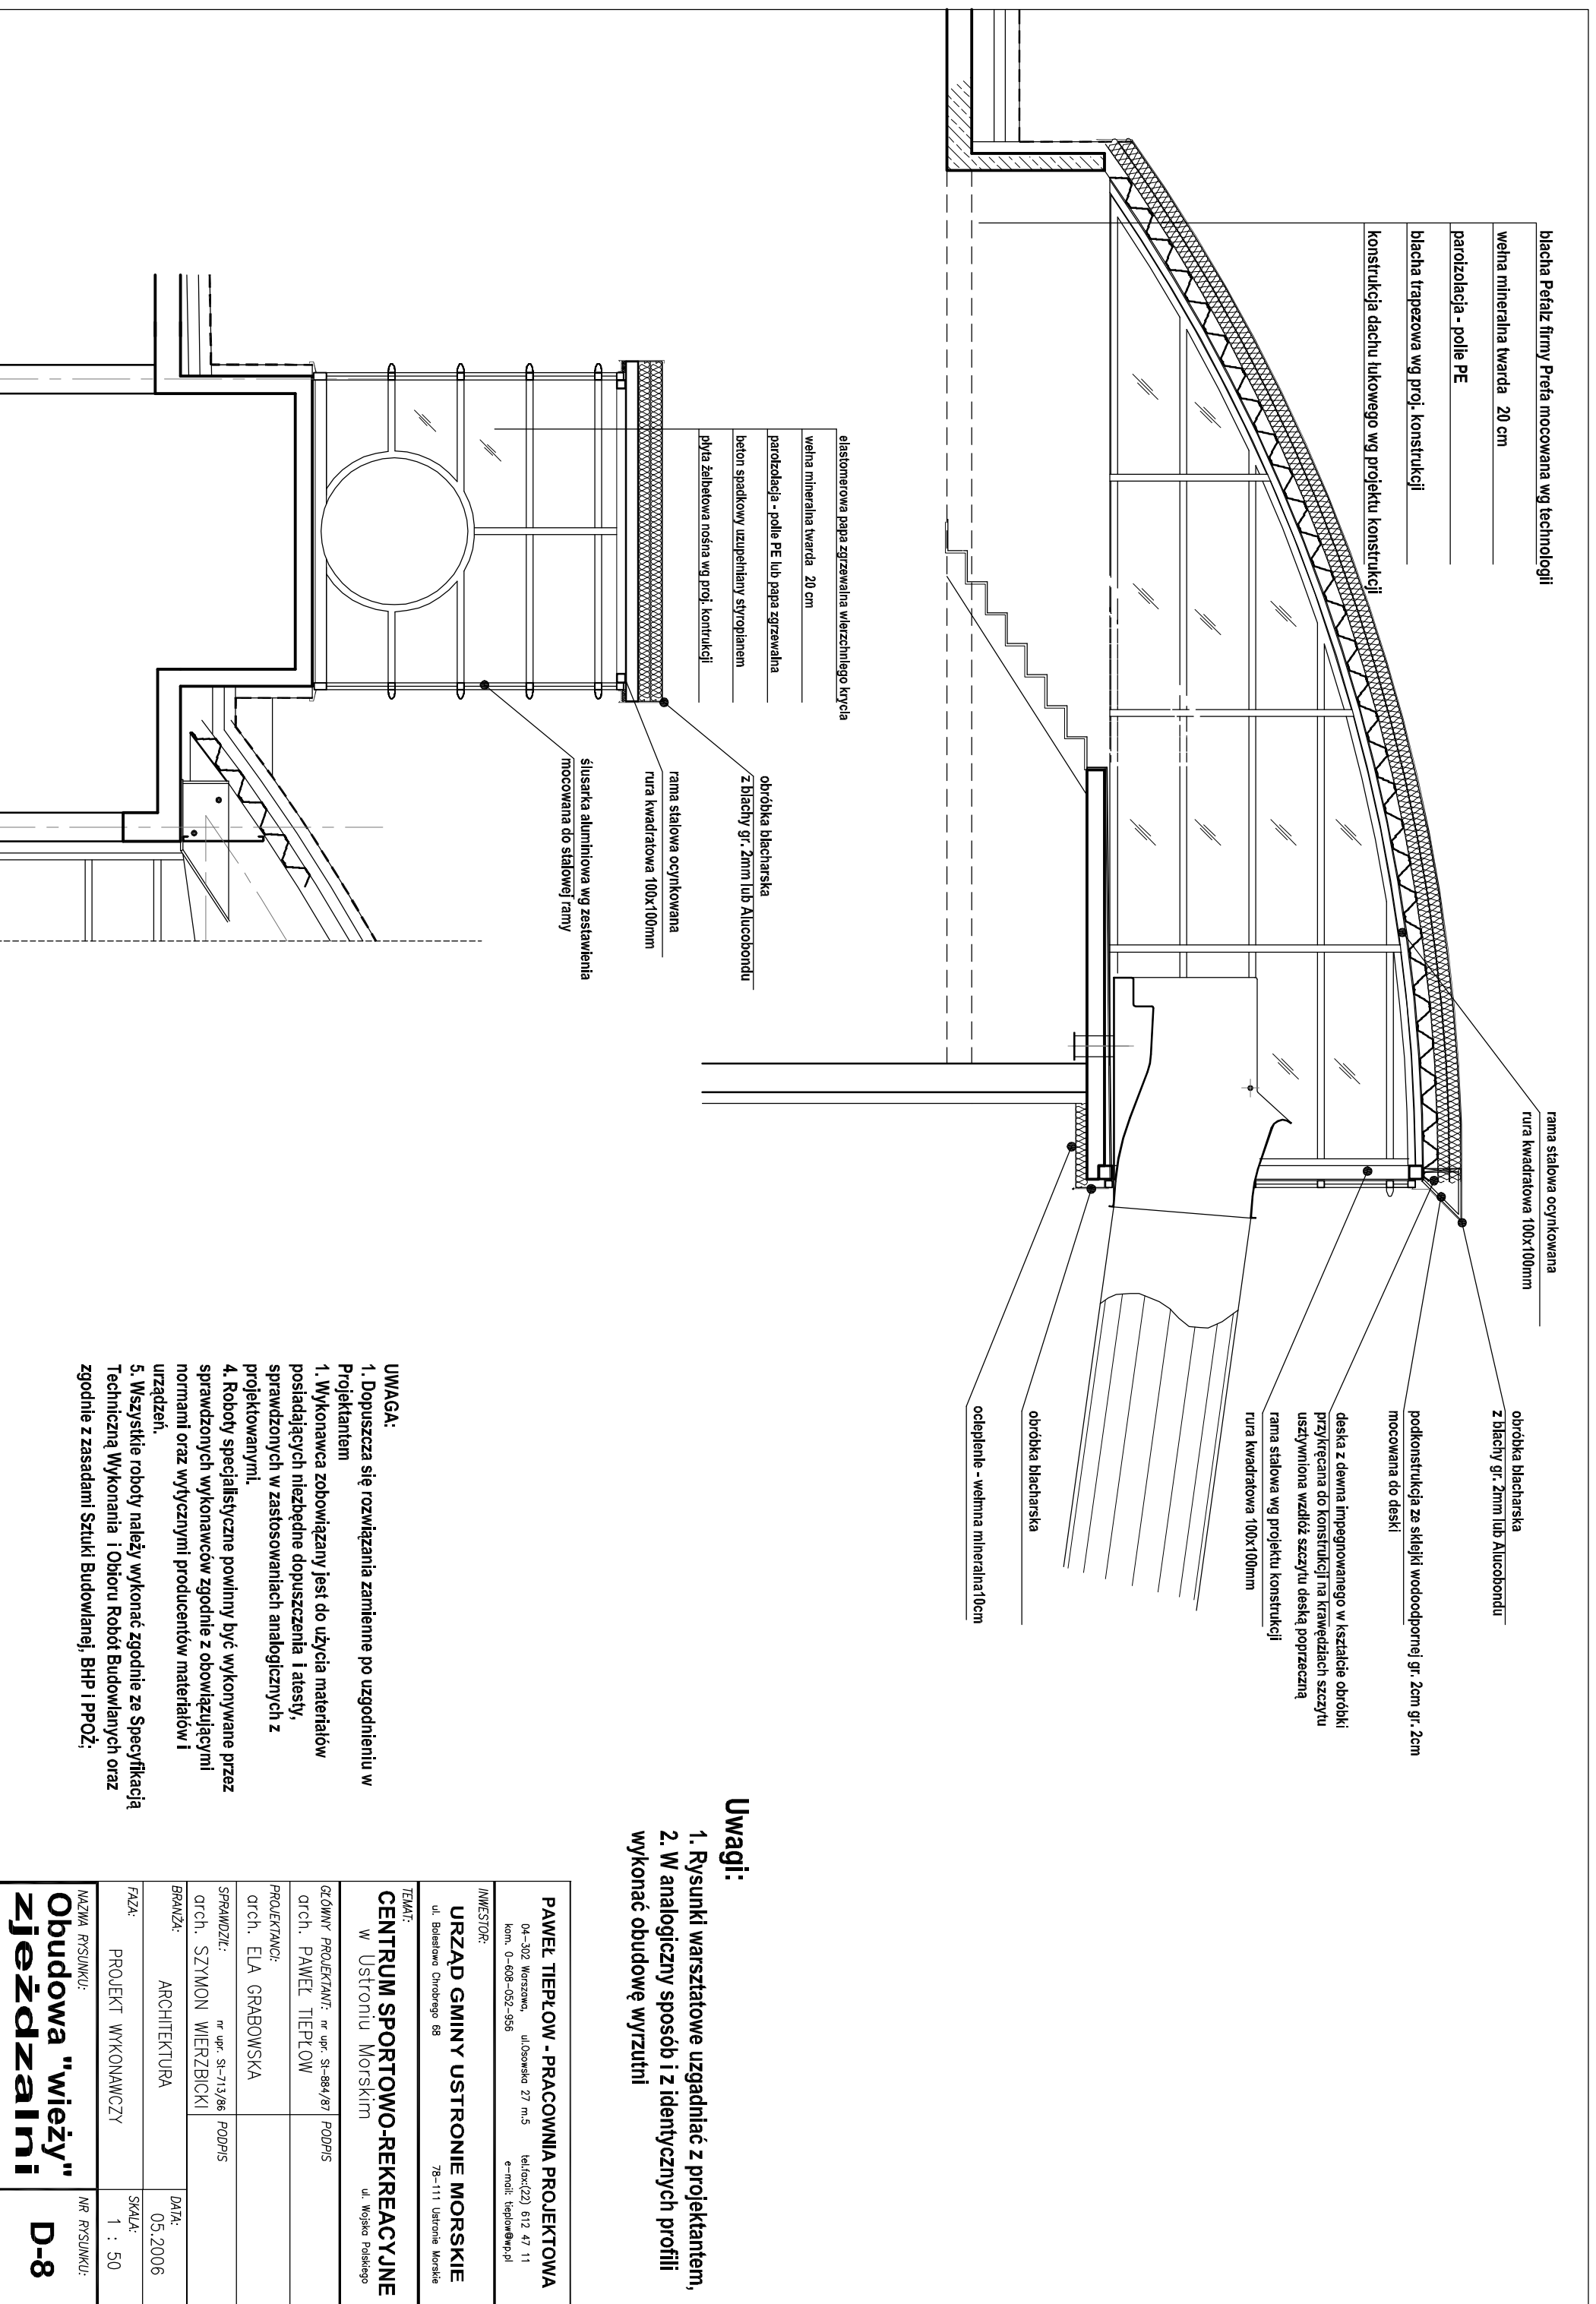 blacha Pefalz firmy Prefa mocowana wg technologii
wełna mineralna twarda 20 cm
paroizolacja - polie PE
blacha trapezowa wg proj. konstrukcji
konstrukcja dachu łukowego wg projektu konstrukcji
rama stalowa ocynkowana
rura kwadratowa 100x100mm
obróbka blacharska
z blachy gr. 2mm lub Alucobondu
podkonstrukcja ze sklejki wodoodpornej gr. 2cm gr. 2cm
mocowana do deski
deska z dewna impegnowanego w kształcie obróbki
przykręcana do konstrukcji na krawędziach szczytu
usztywniona wzdłóż szczytu deską poprzeczną
rama stalowa wg projektu konstrukcji
rura kwadratowa 100x100mm
obróbka blacharska
ocieplenie - wełmna mineralna10cm
elastomerowa papa zgrzewalna wierzchniego krycia
wełna mineralna twarda 20 cm
paroizolacja - polie PE lub papa zgrzewalna
beton spadkowy uzupełniany styropianem
płyta żelbetowa nośna wg proj. kontrukcji
obróbka blacharska
z blachy gr. 2mm lub Alucobondu
rama stalowa ocynkowana
rura kwadratowa 100x100mm
ślusarka aluminiowa wg zestawienia
mocowana do stalowej ramy
UWAGA:
1. Dopuszcza się rozwiązania zamienne po uzgodnieniu w
Projektantem
1. Wykonawca zobowiązany jest do użycia materiałów
posiadających niezbędne dopuszczenia i atesty,
sprawdzonych w zastosowaniach analogicznych z
projektowanymi.
4. Roboty specjalistyczne powinny być wykonywane przez
sprawdzonych wykonawców zgodnie z obowiązującymi
normami oraz wytycznymi producentów materiałów i
urządzeń.
5. Wszystkie roboty należy wykonać zgodnie ze Specyfikacją
Techniczną Wykonania i Obioru Robót Budowlanych oraz
zgodnie z zasadami Sztuki Budowlanej, BHP i PPOŻ;
Uwagi:
1. Rysunki warsztatowe uzgadniać z projektantem,
2. W analogiczny sposób i z identycznych profili
wykonać obudowę wyrzutni
PAWEŁ TIEPŁOW - PRACOWNIA PROJEKTOWA
04-302 Warszawa, ul.Osowska 27 m.5 tel.fax:(22) 612 47 11
kom. 0-608-052-956 e-mail: tieplow@wp.pl
INWESTOR:
URZĄD GMINY USTRONIE MORSKIE
ul. Bolesława Chrobrego 68 78-111 Ustronie Morskie
TEMAT:
CENTRUM SPORTOWO-REKREACYJNE
w Ustroniu Morskim ul. Wojska Polskiego
GŁÓWNY PROJEKTANT: nr upr. St-884/87 PODPIS
arch. PAWEŁ TIEPŁOW
PROJEKTANCI:
arch. ELA GRABOWSKA
SPRAWDZIŁ: nr upr. St-713/86 PODPIS
arch. SZYMON WIERZBICKI
BRANŻA: DATA:
ARCHITEKTURA 05.2006
FAZA: SKALA:
PROJEKT WYKONAWCZY 1 : 50
NAZWA RYSUNKU: NR RYSUNKU:
Obudowa "wieży"
zjeżdzalni D-8